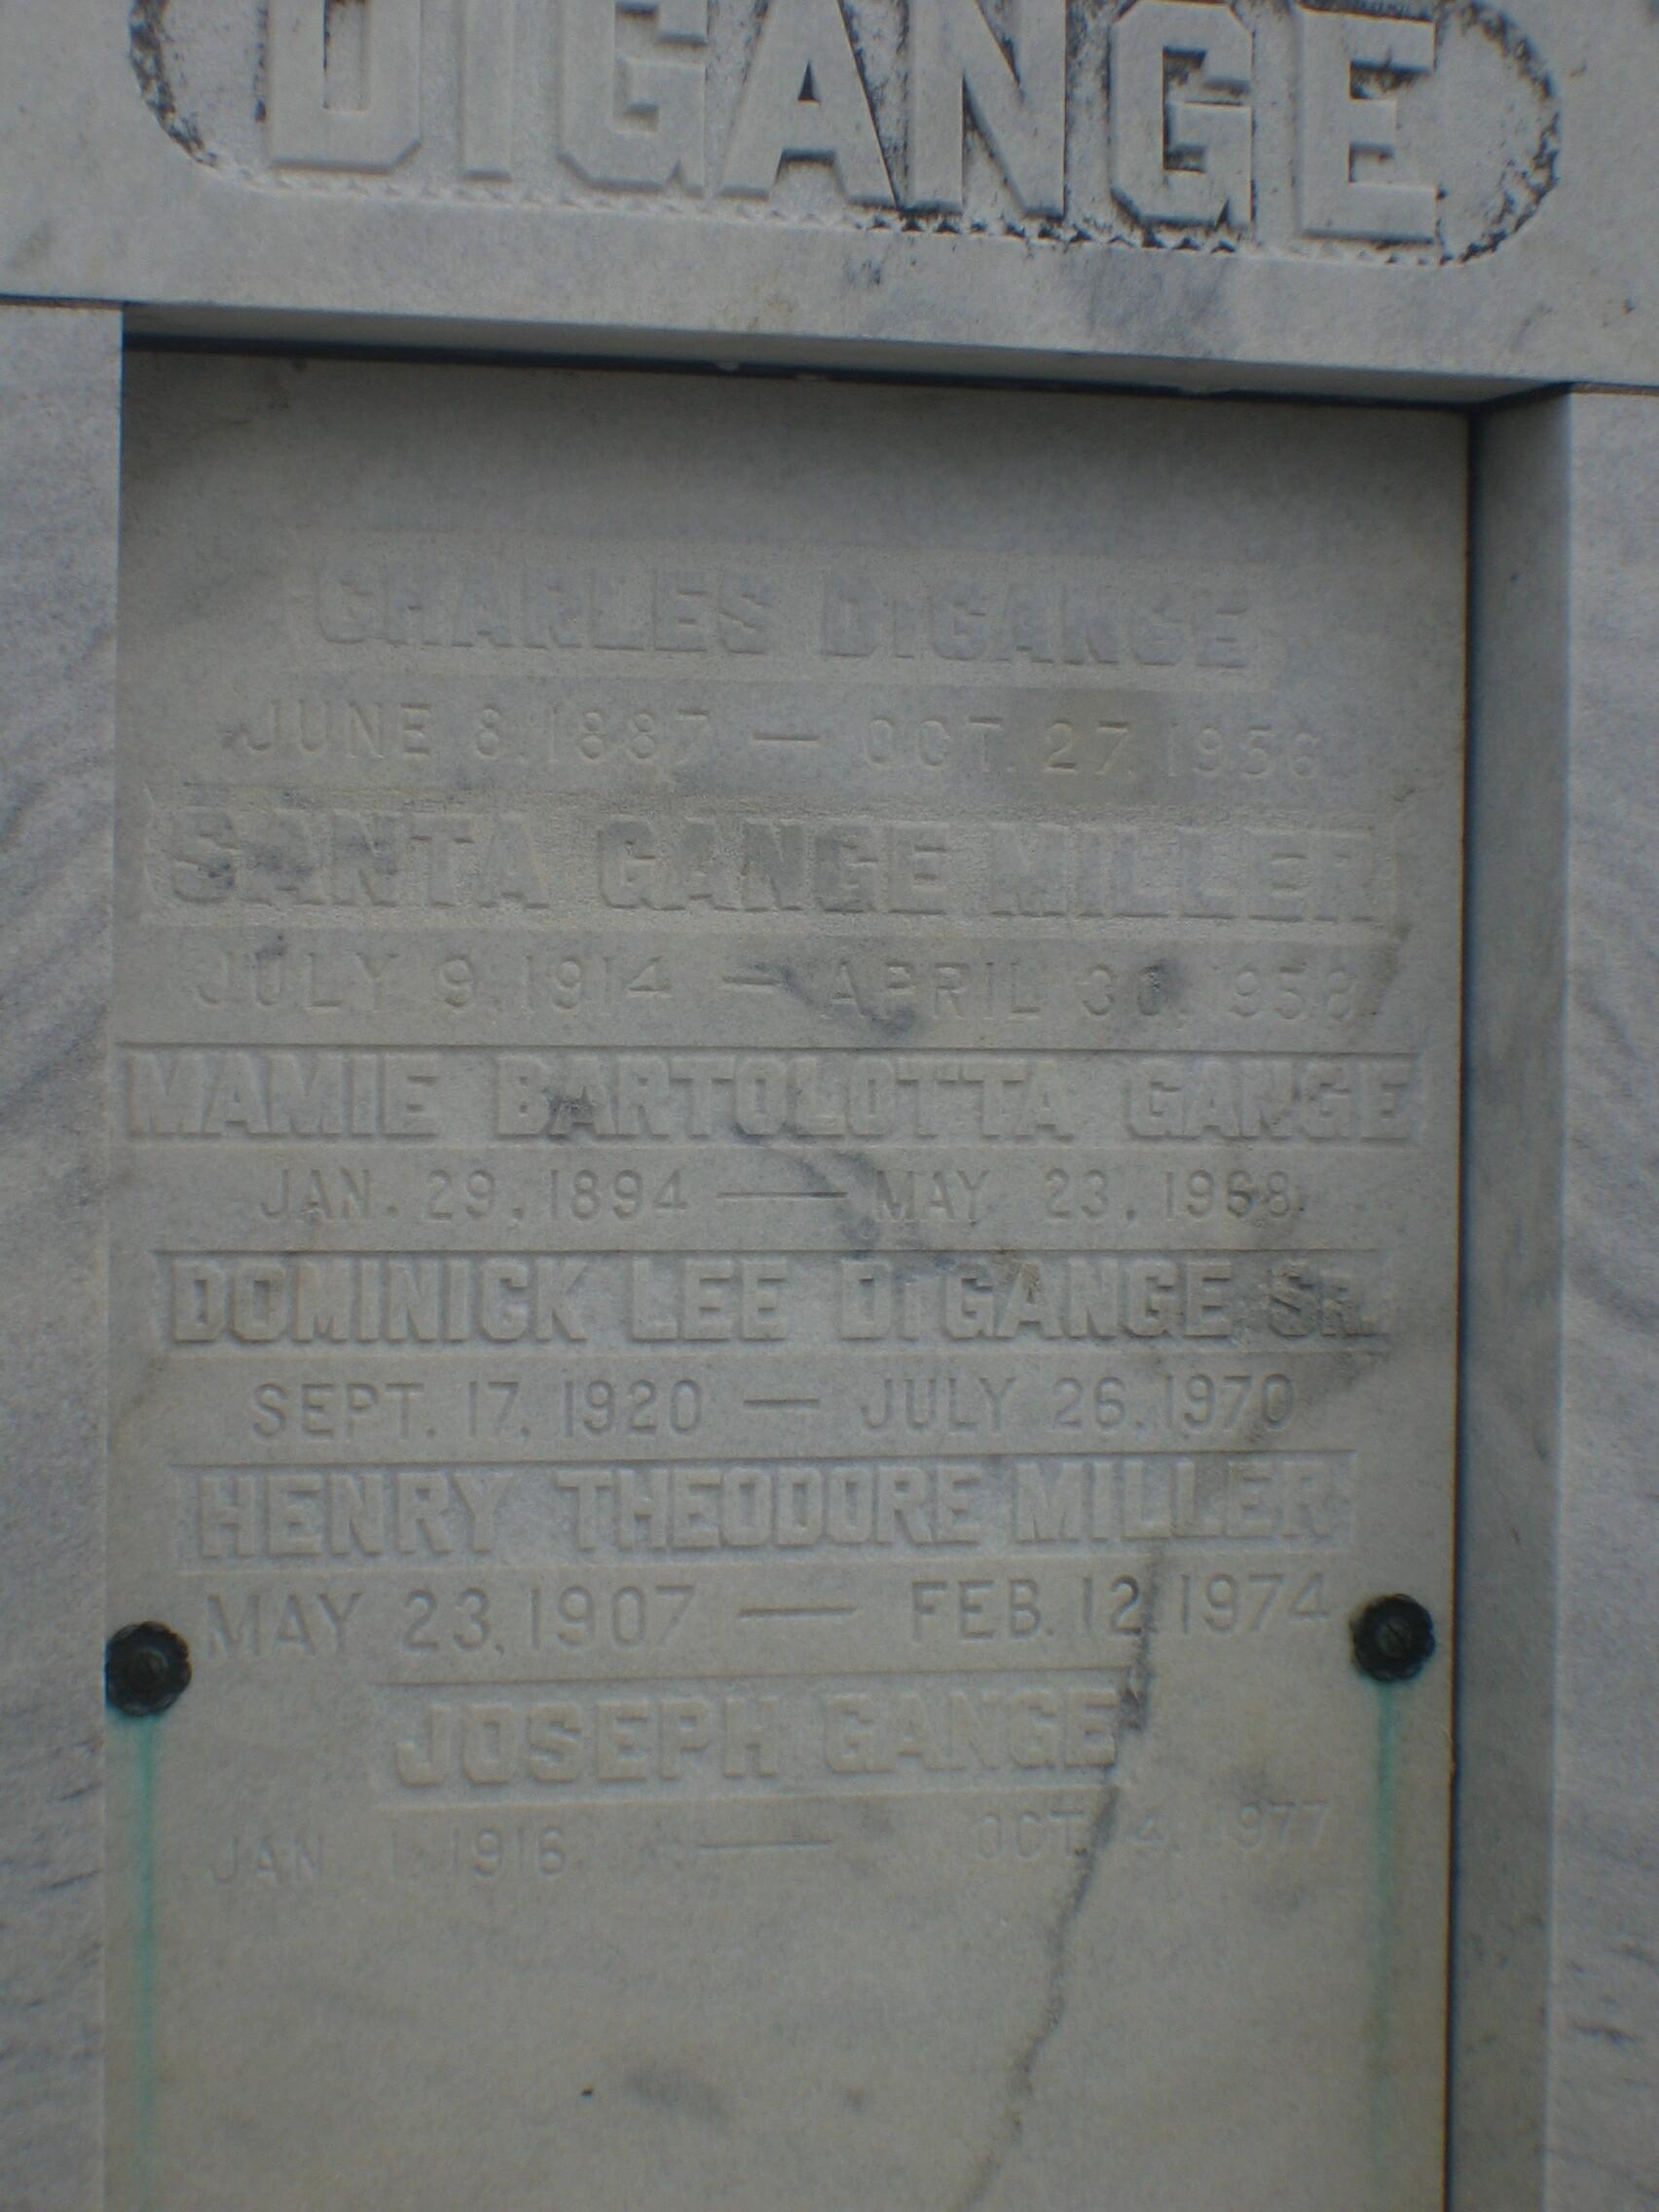 DIGANGE
CHARLES DIGANGE
JUNE 8, 1887 — OCT. 27, 1956
SANTA GANGE MILLER
JULY 9, 1914 — APRIL 30, 1958
MAMIE BARTOLOTTA GANGE
JAN. 29, 1894 — MAY 23, 1968
DOMINICK LEE DIGANGE SR.
SEPT. 17, 1920 — JULY 26, 1970
HENRY THEODORE MILLER
MAY 23, 1907 — FEB. 12, 1974
JOSEPH GANGE
JAN. 1, 1916 — OCT. 4, 1977